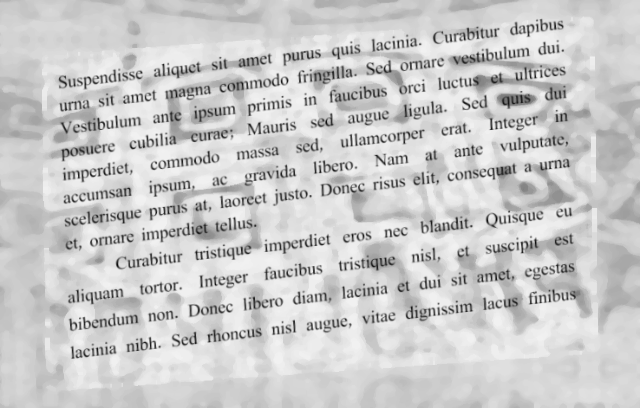 Suspendisse aliquet sit amet purus quis lacinia. Curabitur dapibus
urna sit amet magna commodo fringilla. Sed ornare vestibulum dui.
Vestibulum ante ipsum primis in faucibus orci luctus et ultrices
posuere cubilia curae; Mauris sed augue ligula. Sed quis dui
imperdiet, commodo massa sed, ullamcorper erat. Integer in
accumsan ipsum, ac gravida libero. Nam at ante vulputate,
scelerisque purus at, laoreet justo. Donec risus elit, consequat a urna
et, ornare imperdiet tellus.
Curabitur tristique imperdiet eros nec blandit. Quisque eu
aliquam tortor. Integer faucibus tristique nisl, et suscipit est
bibendum non. Donec libero diam, lacinia et dui sit amet, egestas
lacinia nibh. Sed rhoncus nisl augue, vitae dignissim lacus finibus